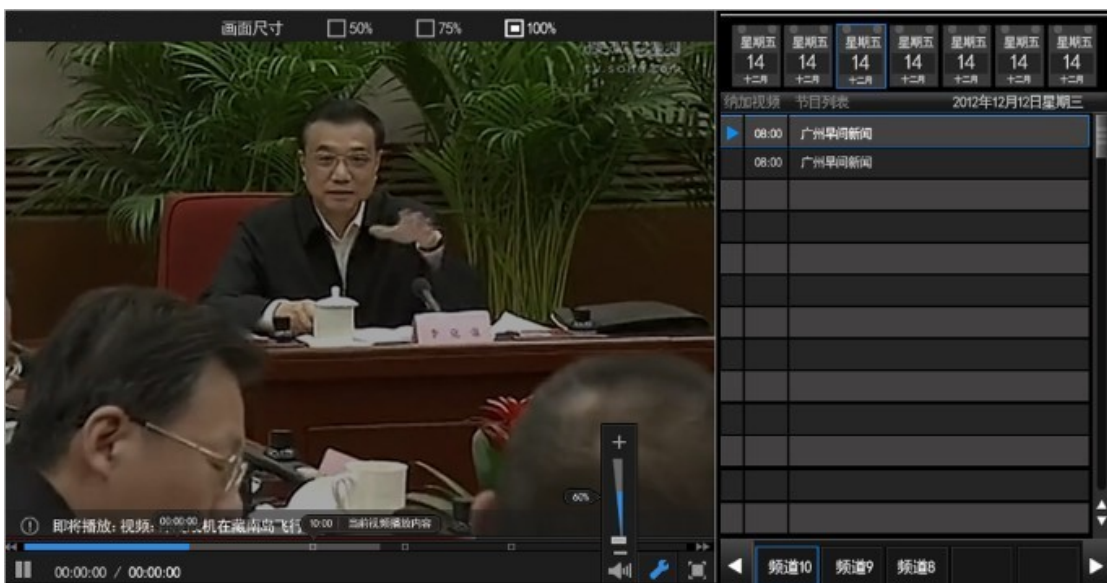 画面尺寸 50% 75% 100%
tv.sohu.com
星期五 星期五 星期五 星期五 星期五 星期五 星期五
14 14 14 14 14 14 14
十二月 十二月 十二月 十二月 十二月 十二月 十二月
纳加视频 节目列表 2012年12月12日星期三
08:00 广州早间新闻
08:00 广州早间新闻
60%
即将播放: 视频: 00:00:00 机在藏南岛飞行 10:00 当前视频播放内容
00:00:00 / 00:00:00
频道10 频道9 频道8